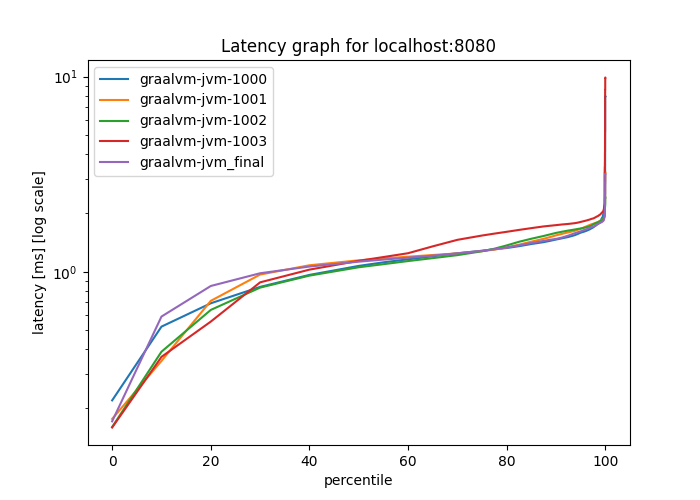 Latency graph for localhost:8080
graalvm-jvm-1000
graalvm-jvm-1001
graalvm-jvm-1002
graalvm-jvm-1003
graalvm-jvm_final
10¹
10⁰
latency [ms] [log scale]
0 20 40 60 80 100
percentile